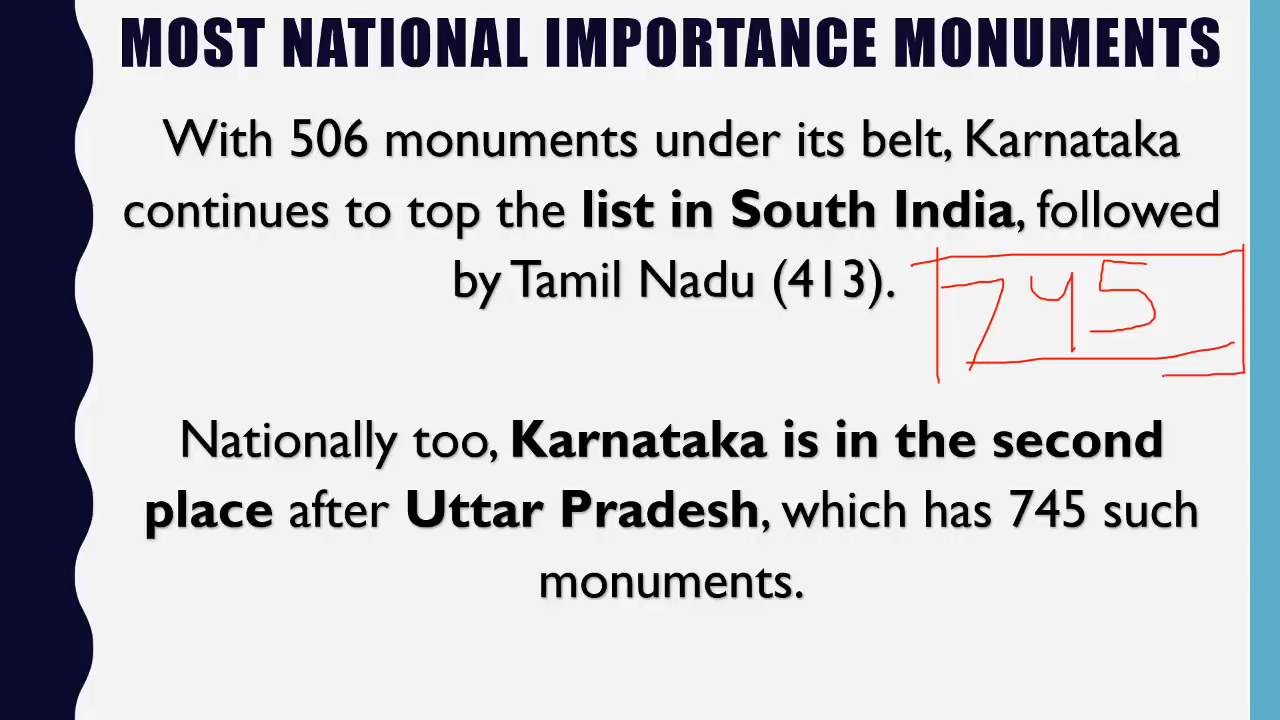 MOST NATIONAL IMPORTANCE MONUMENTS
With 506 monuments under its belt, Karnataka
continues to top the list in South India, followed
by Tamil Nadu (413).
745
Nationally too, Karnataka is in the second
place after Uttar Pradesh, which has 745 such
monuments.